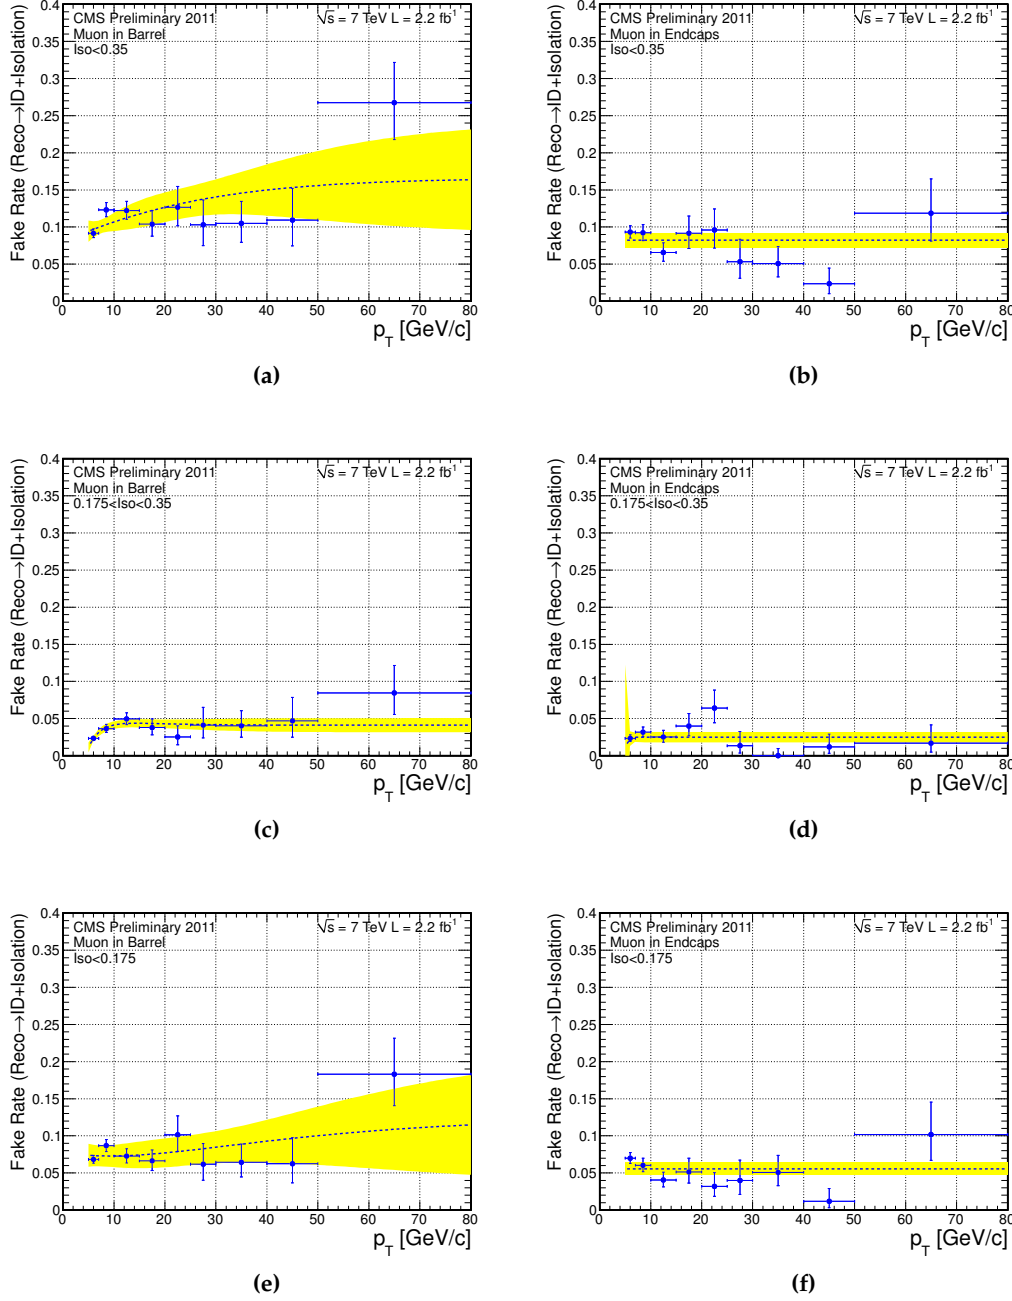 CMS Preliminary 2011 √s = 7 TeV L = 2.2 fb⁻¹
Muon in Barrel
Iso<0.35
Fake Rate (Reco→ID+Isolation)
0.4
0.35
0.3
0.25
0.2
0.15
0.1
0.05
0
0 10 20 30 40 50 60 70 80
p_T [GeV/c]
(a)
CMS Preliminary 2011 √s = 7 TeV L = 2.2 fb⁻¹
Muon in Endcaps
Iso<0.35
Fake Rate (Reco→ID+Isolation)
0.4
0.35
0.3
0.25
0.2
0.15
0.1
0.05
0
0 10 20 30 40 50 60 70 80
p_T [GeV/c]
(b)
CMS Preliminary 2011 √s = 7 TeV L = 2.2 fb⁻¹
Muon in Barrel
0.175<Iso<0.35
Fake Rate (Reco→ID+Isolation)
0.4
0.35
0.3
0.25
0.2
0.15
0.1
0.05
0
0 10 20 30 40 50 60 70 80
p_T [GeV/c]
(c)
CMS Preliminary 2011 √s = 7 TeV L = 2.2 fb⁻¹
Muon in Endcaps
0.175<Iso<0.35
Fake Rate (Reco→ID+Isolation)
0.4
0.35
0.3
0.25
0.2
0.15
0.1
0.05
0
0 10 20 30 40 50 60 70 80
p_T [GeV/c]
(d)
CMS Preliminary 2011 √s = 7 TeV L = 2.2 fb⁻¹
Muon in Barrel
Iso<0.175
Fake Rate (Reco→ID+Isolation)
0.4
0.35
0.3
0.25
0.2
0.15
0.1
0.05
0
0 10 20 30 40 50 60 70 80
p_T [GeV/c]
(e)
CMS Preliminary 2011 √s = 7 TeV L = 2.2 fb⁻¹
Muon in Endcaps
Iso<0.175
Fake Rate (Reco→ID+Isolation)
0.4
0.35
0.3
0.25
0.2
0.15
0.1
0.05
0
0 10 20 30 40 50 60 70 80
p_T [GeV/c]
(f)